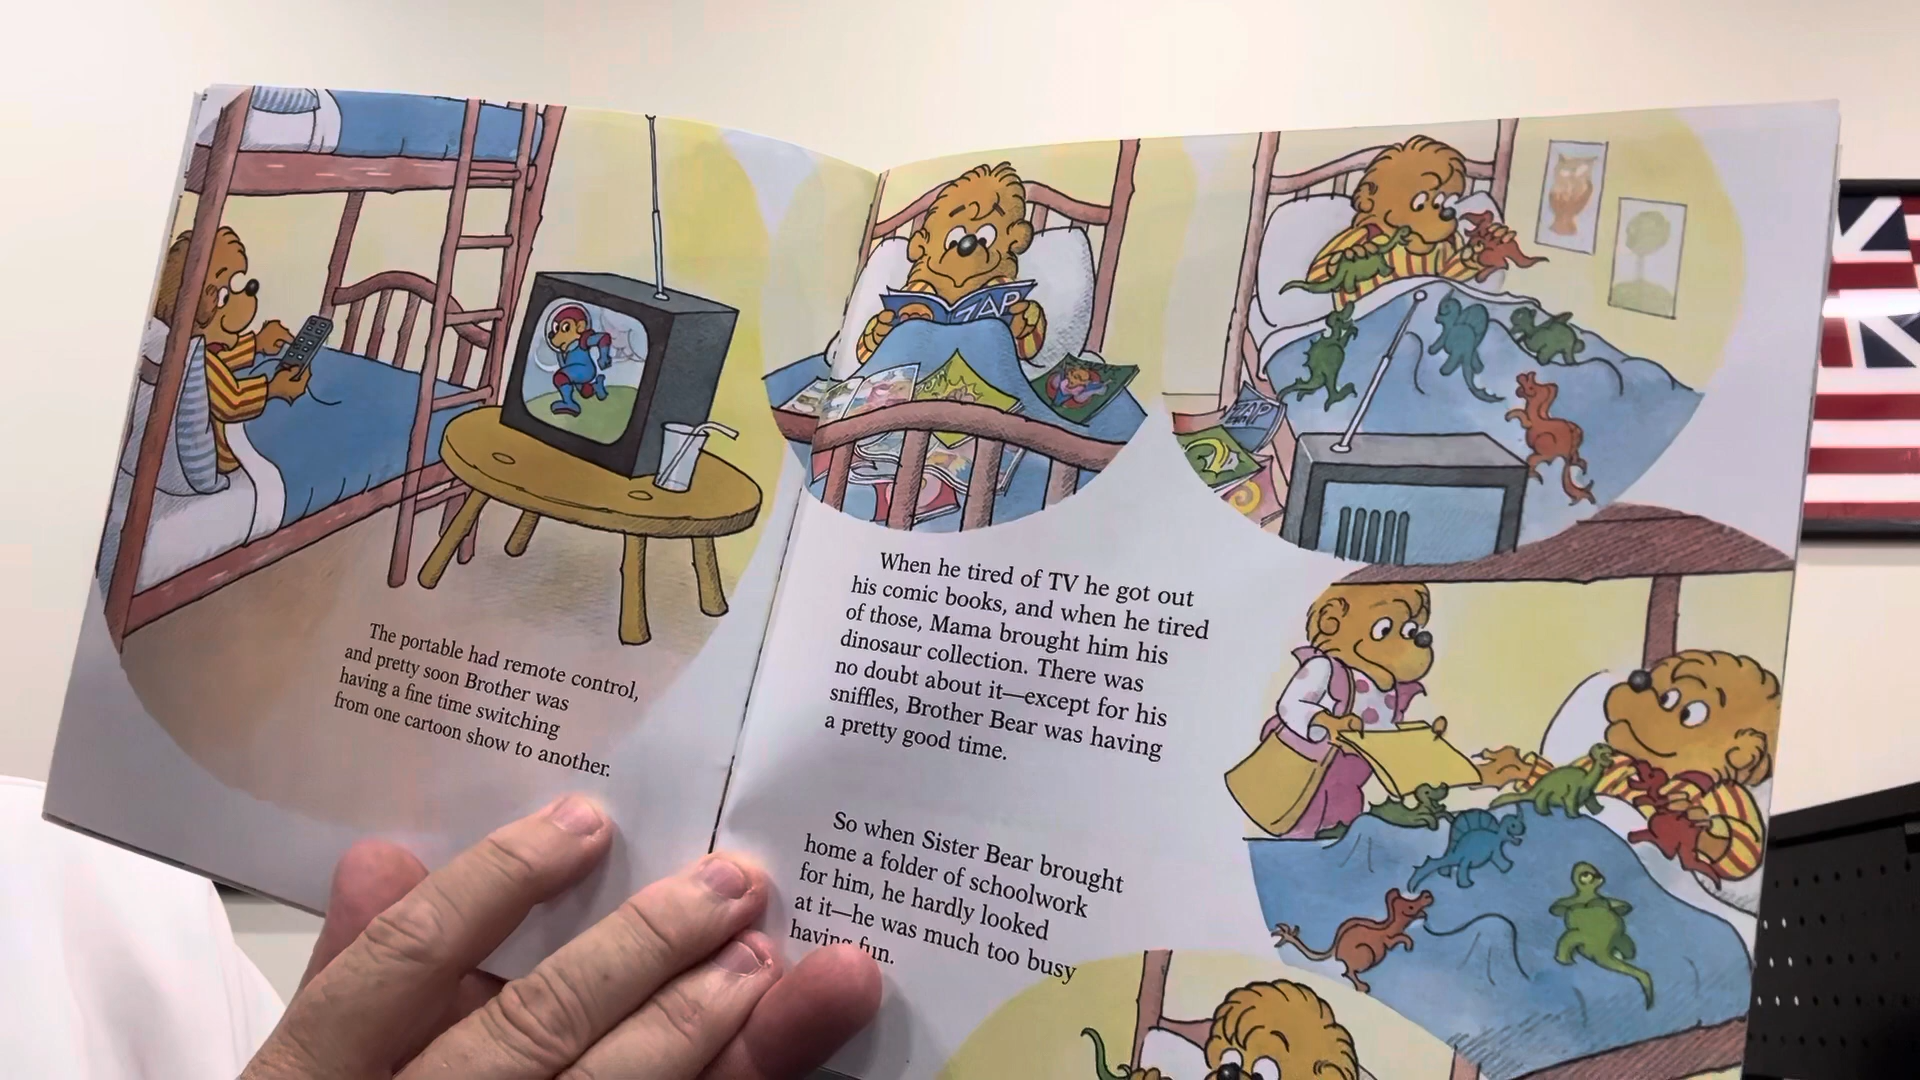 The portable had remote control,
and pretty soon Brother was
having a fine time switching
from one cartoon show to another.
ZAP
When he tired of TV he got out
his comic books, and when he tired
of those, Mama brought him his
dinosaur collection. There was
no doubt about it—except for his
sniffles, Brother Bear was having
a pretty good time.
ZAP
So when Sister Bear brought
home a folder of schoolwork
for him, he hardly looked
at it—he was much too busy
having fun.